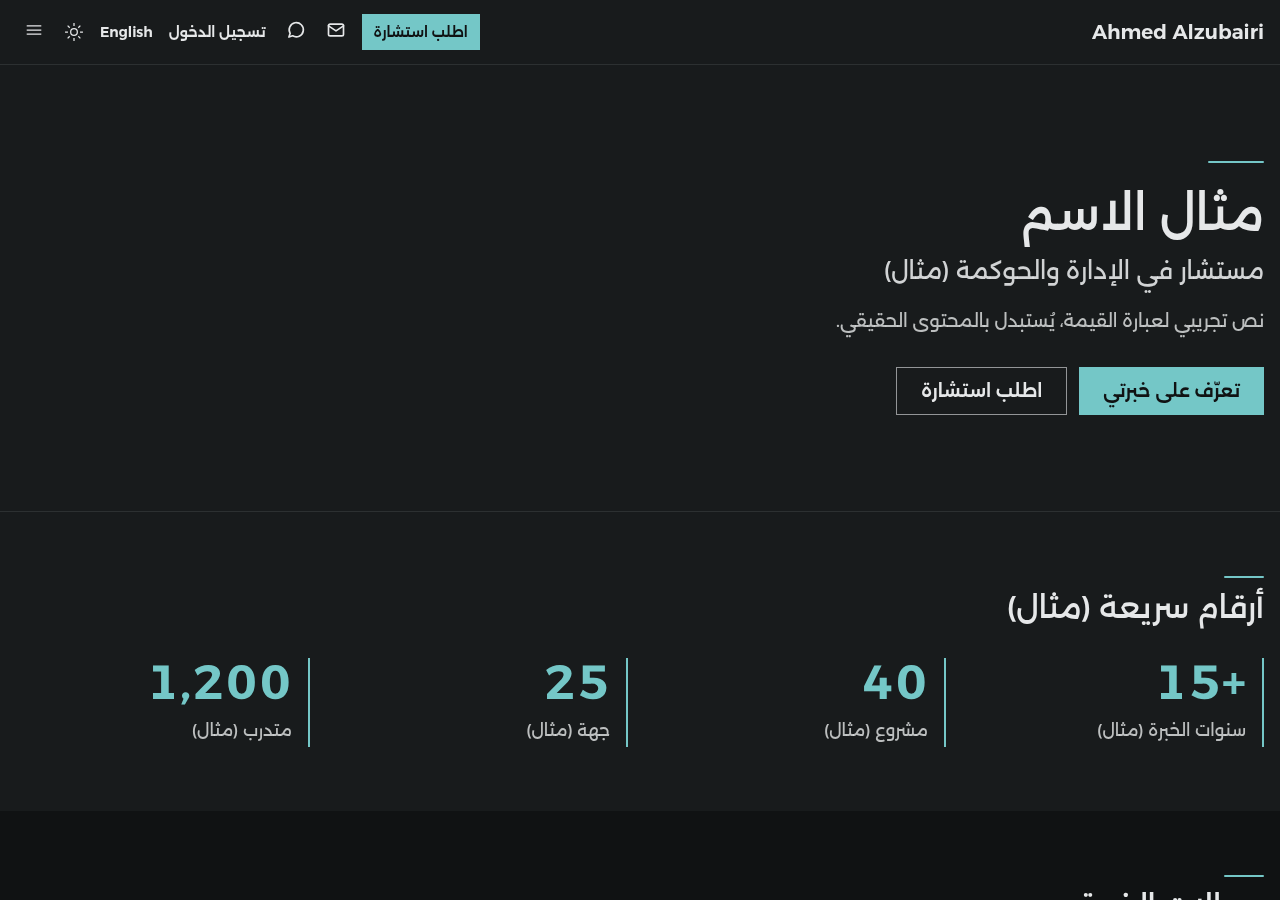 Ahmed Alzubairi
اطلب استشارة
تسجيل الدخول
English
مثال الاسم
مستشار في الإدارة والحوكمة (مثال)
نص تجريبي لعبارة القيمة، يُستبدل بالمحتوى الحقيقي.
تعرّف على خبرتي
اطلب استشارة
أرقام سريعة (مثال)
15+
سنوات الخبرة (مثال)
40
مشروع (مثال)
25
جهة (مثال)
1,200
متدرب (مثال)